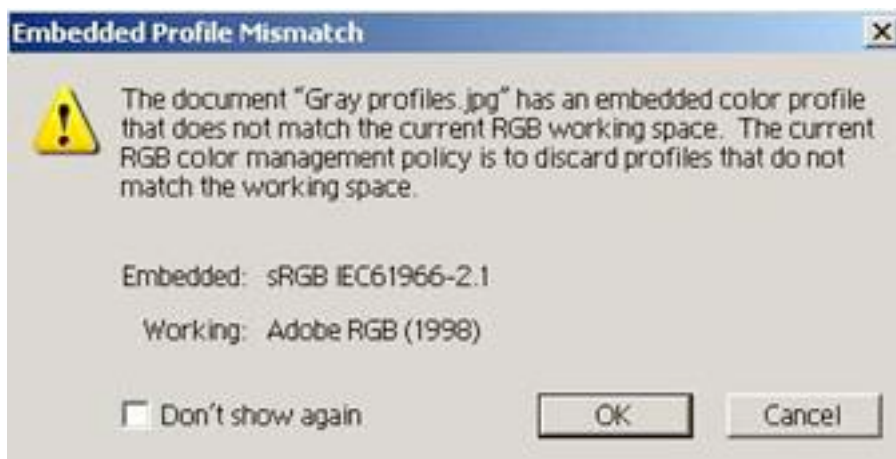 Embedded Profile Mismatch
The document “Gray profiles.jpg” has an embedded color profile
that does not match the current RGB working space.  The current
RGB color management policy is to discard profiles that do not
match the working space.
Embedded: sRGB IEC61966-2.1
Working: Adobe RGB (1998)
Don't show again
OK
Cancel